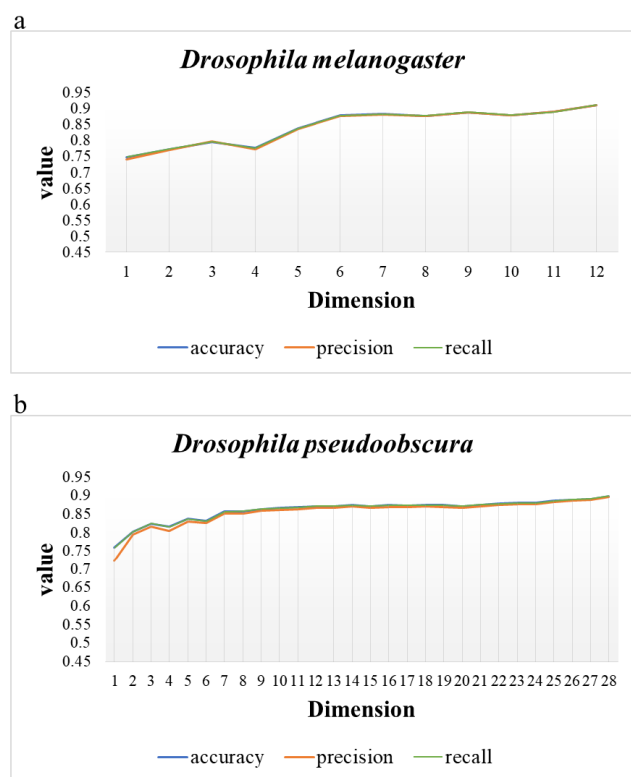 a
Drosophila melanogaster
0.95
0.9
0.85
0.8
0.75
0.7
0.65
0.6
0.55
0.5
0.45
value
1 2 3 4 5 6 7 8 9 10 11 12
Dimension
accuracy precision recall
b
Drosophila pseudoobscura
0.95
0.9
0.85
0.8
0.75
0.7
0.65
0.6
0.55
0.5
0.45
value
1 2 3 4 5 6 7 8 9 10 11 12 13 14 15 16 17 18 19 20 21 22 23 24 25 26 27 28
Dimension
accuracy precision recall